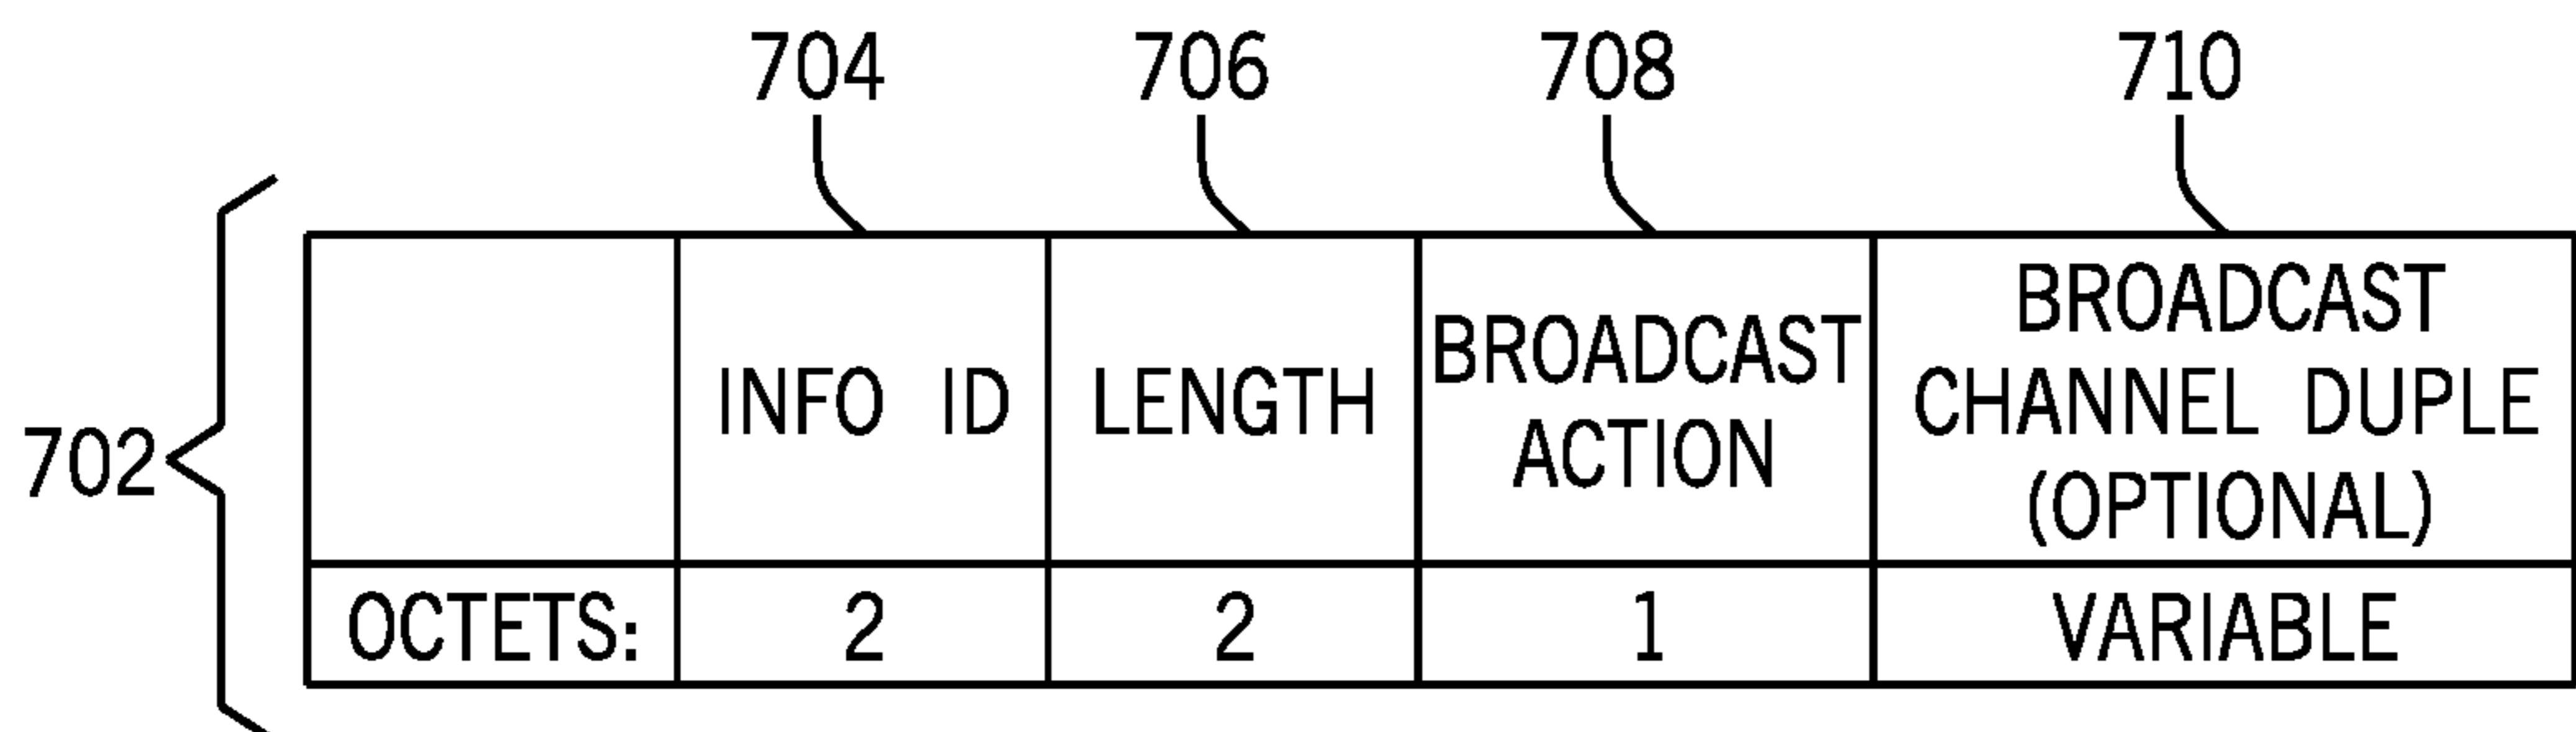 704 706 708 710
702
INFO ID
LENGTH
BROADCAST
ACTION
BROADCAST
CHANNEL DUPLE
(OPTIONAL)
OCTETS: 2 2 1 VARIABLE